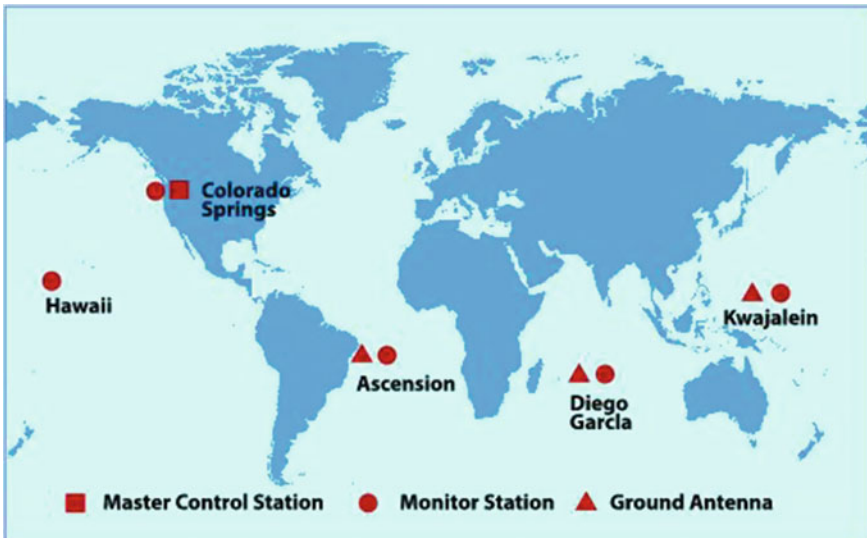 Colorado
Springs
Hawaii
Kwajalein
Ascension
Diego
Garcla
Master Control Station
Monitor Station
Ground Antenna